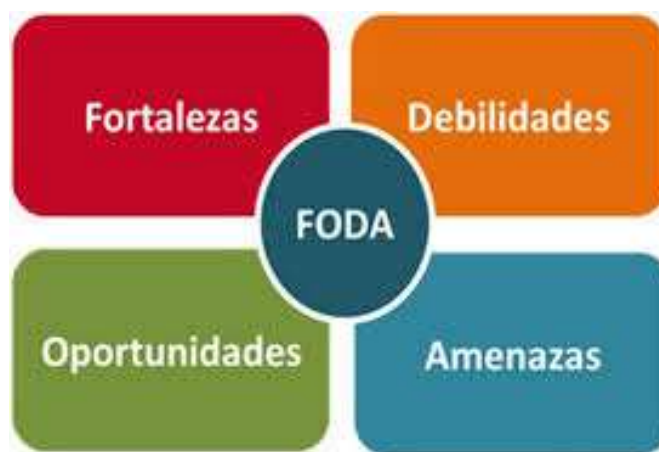 Fortalezas
Debilidades
FODA
Oportunidades
Amenazas